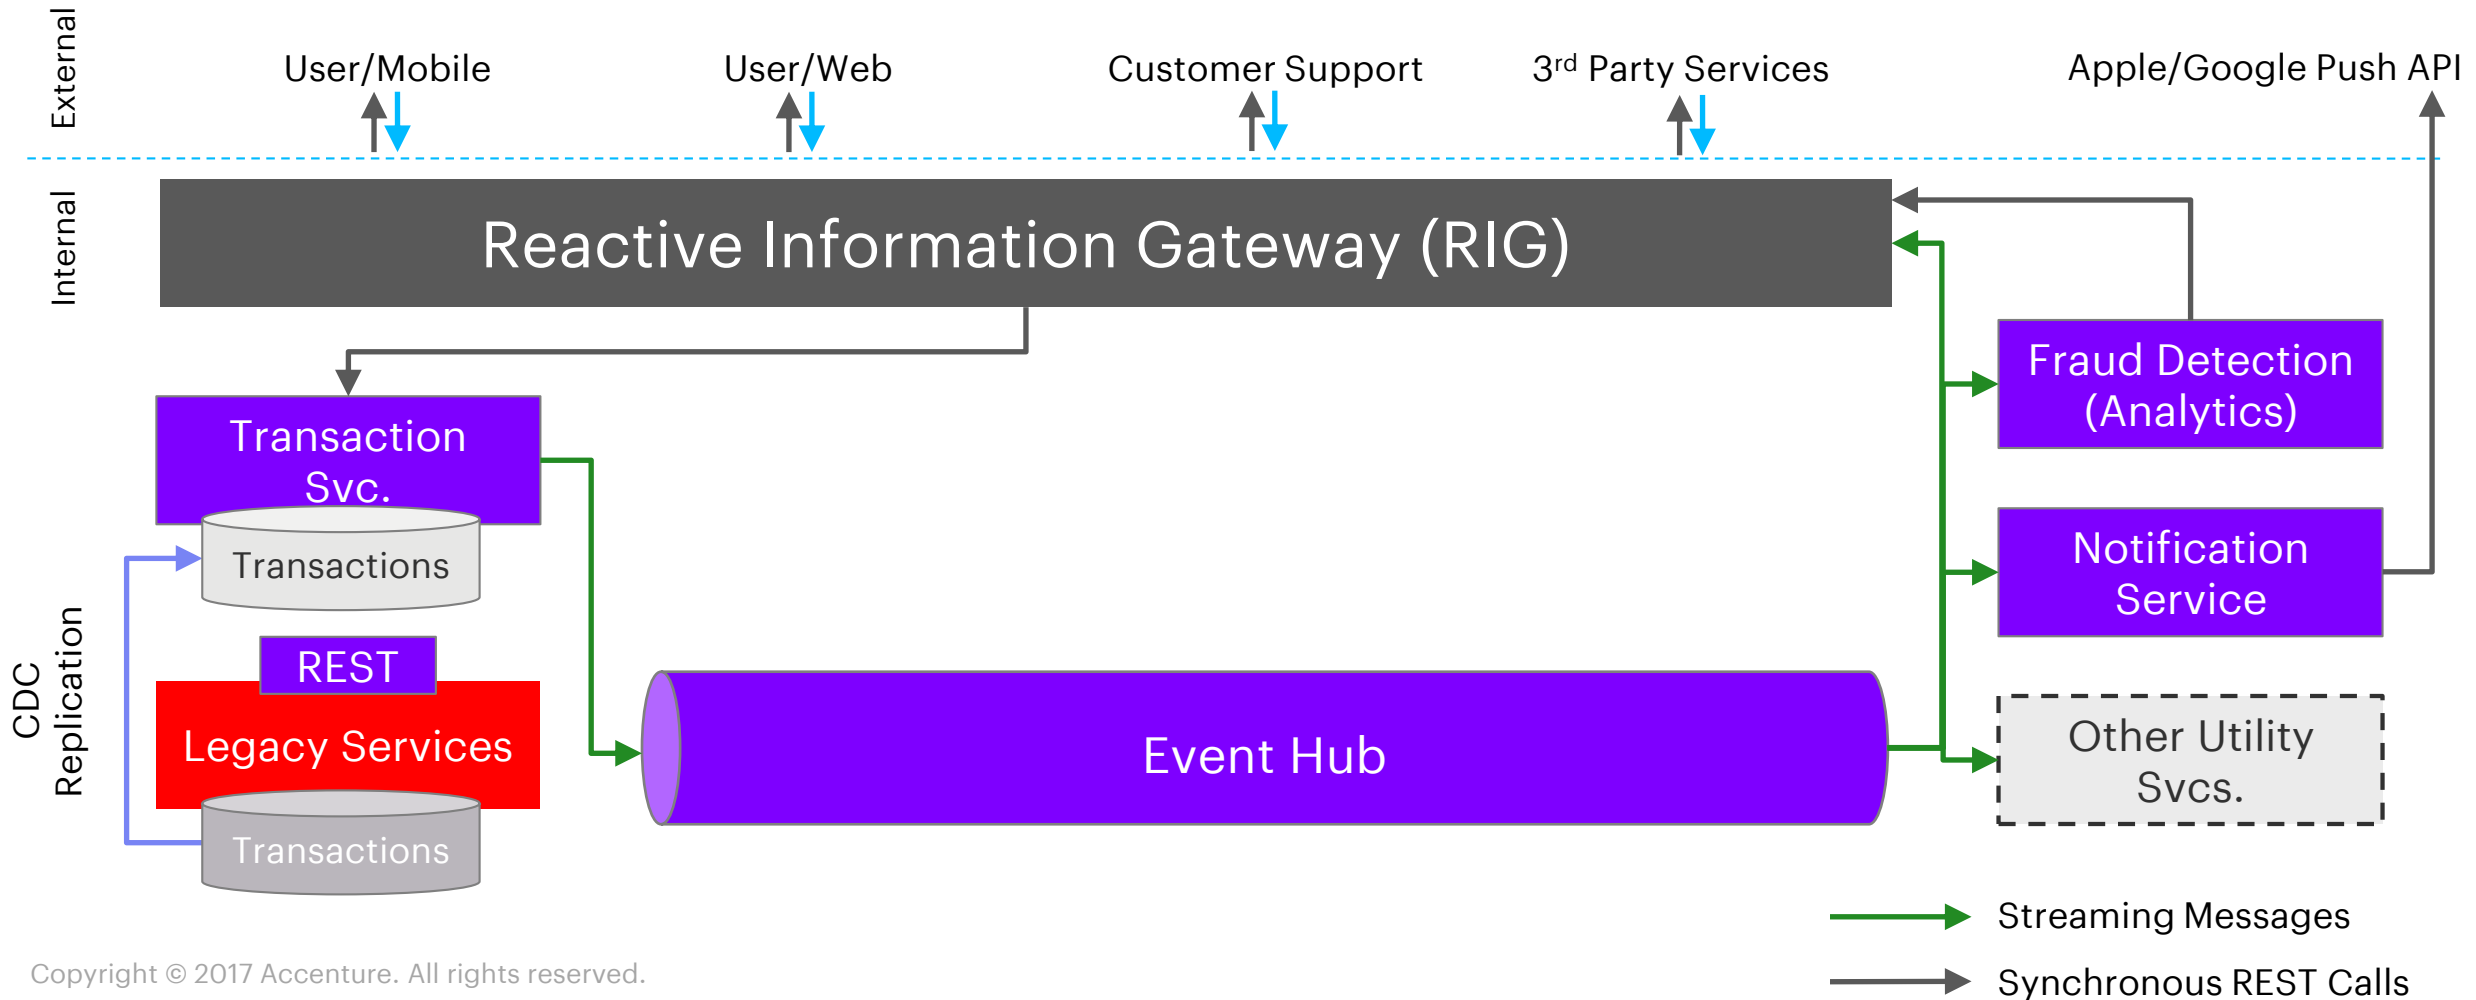 External
User/Mobile
User/Web
Customer Support
3rd Party Services
Apple/Google Push API
Internal
Reactive Information Gateway (RIG)
Transaction
Svc.
Transactions
Fraud Detection
(Analytics)
Notification
Service
CDC
Replication
REST
Legacy Services
Transactions
Event Hub
Other Utility
Svcs.
Streaming Messages
Synchronous REST Calls
Copyright © 2017 Accenture. All rights reserved.